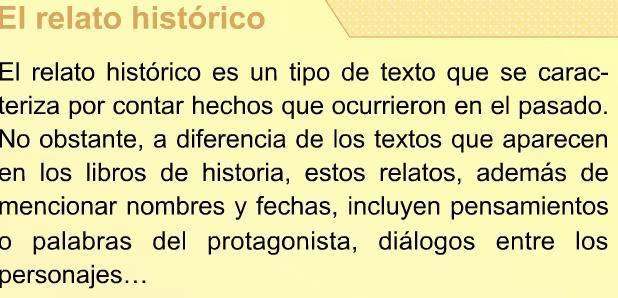 El relato histórico
El relato histórico es un tipo de texto que se carac-
teriza por contar hechos que ocurrieron en el pasado.
No obstante, a diferencia de los textos que aparecen
en los libros de historia, estos relatos, además de
mencionar nombres y fechas, incluyen pensamientos
o palabras del protagonista, diálogos entre los
personajes…